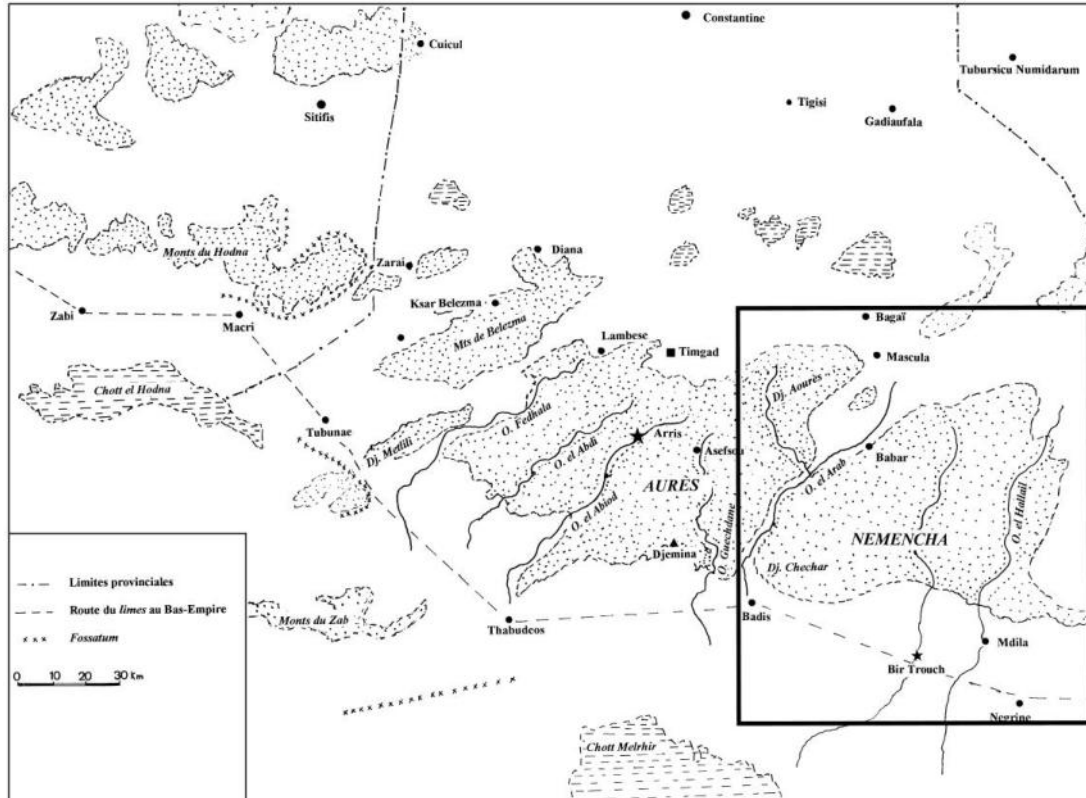 Constantine
Cuicul
Tubursicu Numidarum
Sitifis
Tigisi
Gadiaufala
Monts du Hodna
Zarai
Diana
Ksar Belezma
Zabi
Macri
Mts de Belezma
Bagaï
Lambese
Timgad
Mascula
Chott el Hodna
Dj. Aourès
Tubunae
Dj. Metlili
O. Fedhala
O. el Abdi
Arris
Asefsou
Babar
O. el Arab
AURÈS
O. el Abiod
O. Guechdane
O. el Hallail
NEMENCHA
Djemina
Dj. Chechar
Limites provinciales
Route du limes au Bas-Empire
Fossatum
0 10 20 30 km
Monts du Zab
Thabudeos
Badis
Mdila
Bir Trouch
Negrine
Chott Melrhir